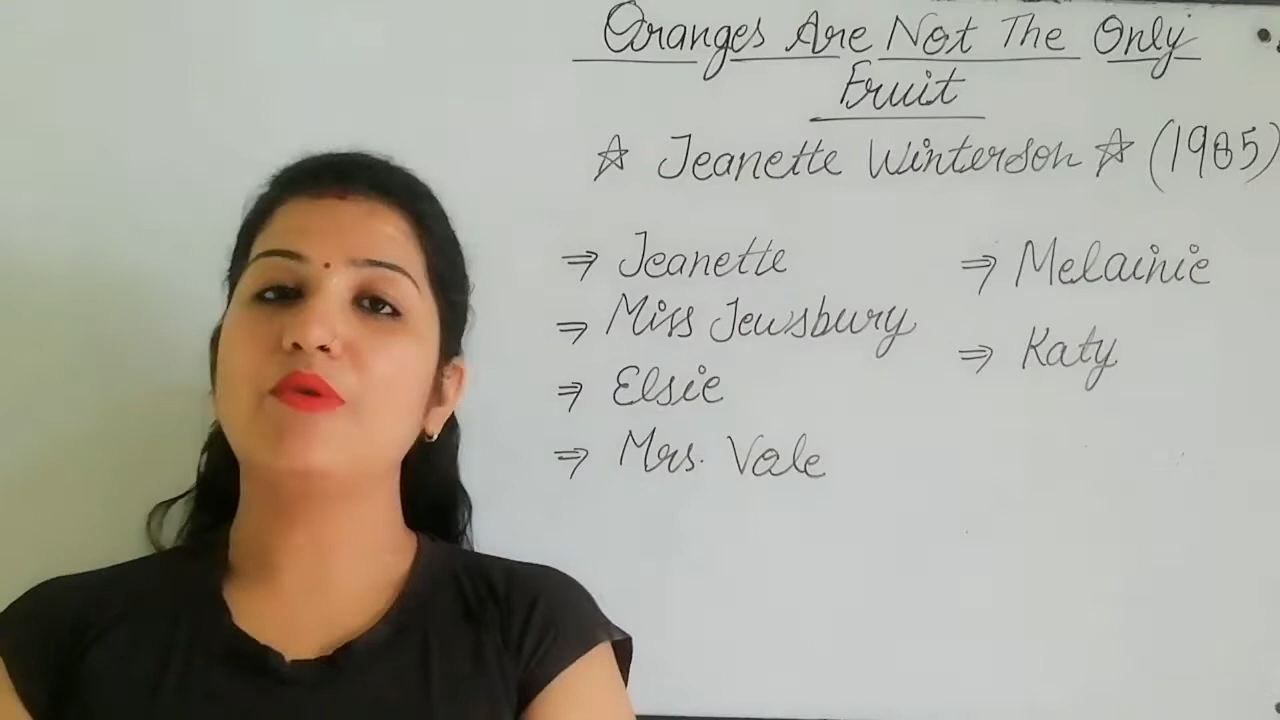 Oranges Are Not The Only
Fruit
☆ Jeanette Winterson ☆ (1985)
⇒ Jeanette
⇒ Miss Jewsbury
⇒ Elsie
⇒ Mrs. Vale
⇒ Melainie
⇒ Katy